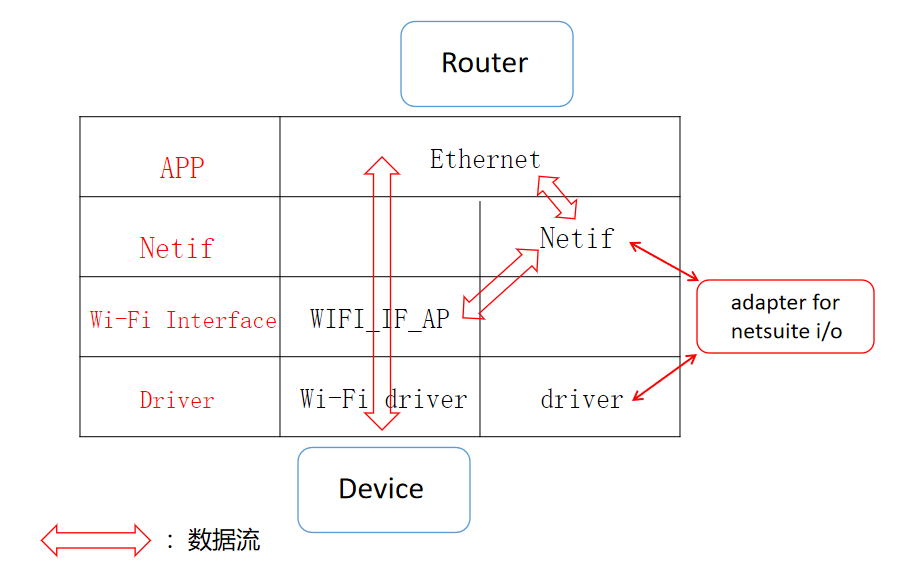 Router
APP
Ethernet
Netif
Netif
Wi-Fi Interface
WIFI_IF_AP
adapter for
netsuite i/o
Driver
Wi-Fi driver
driver
Device
：数据流